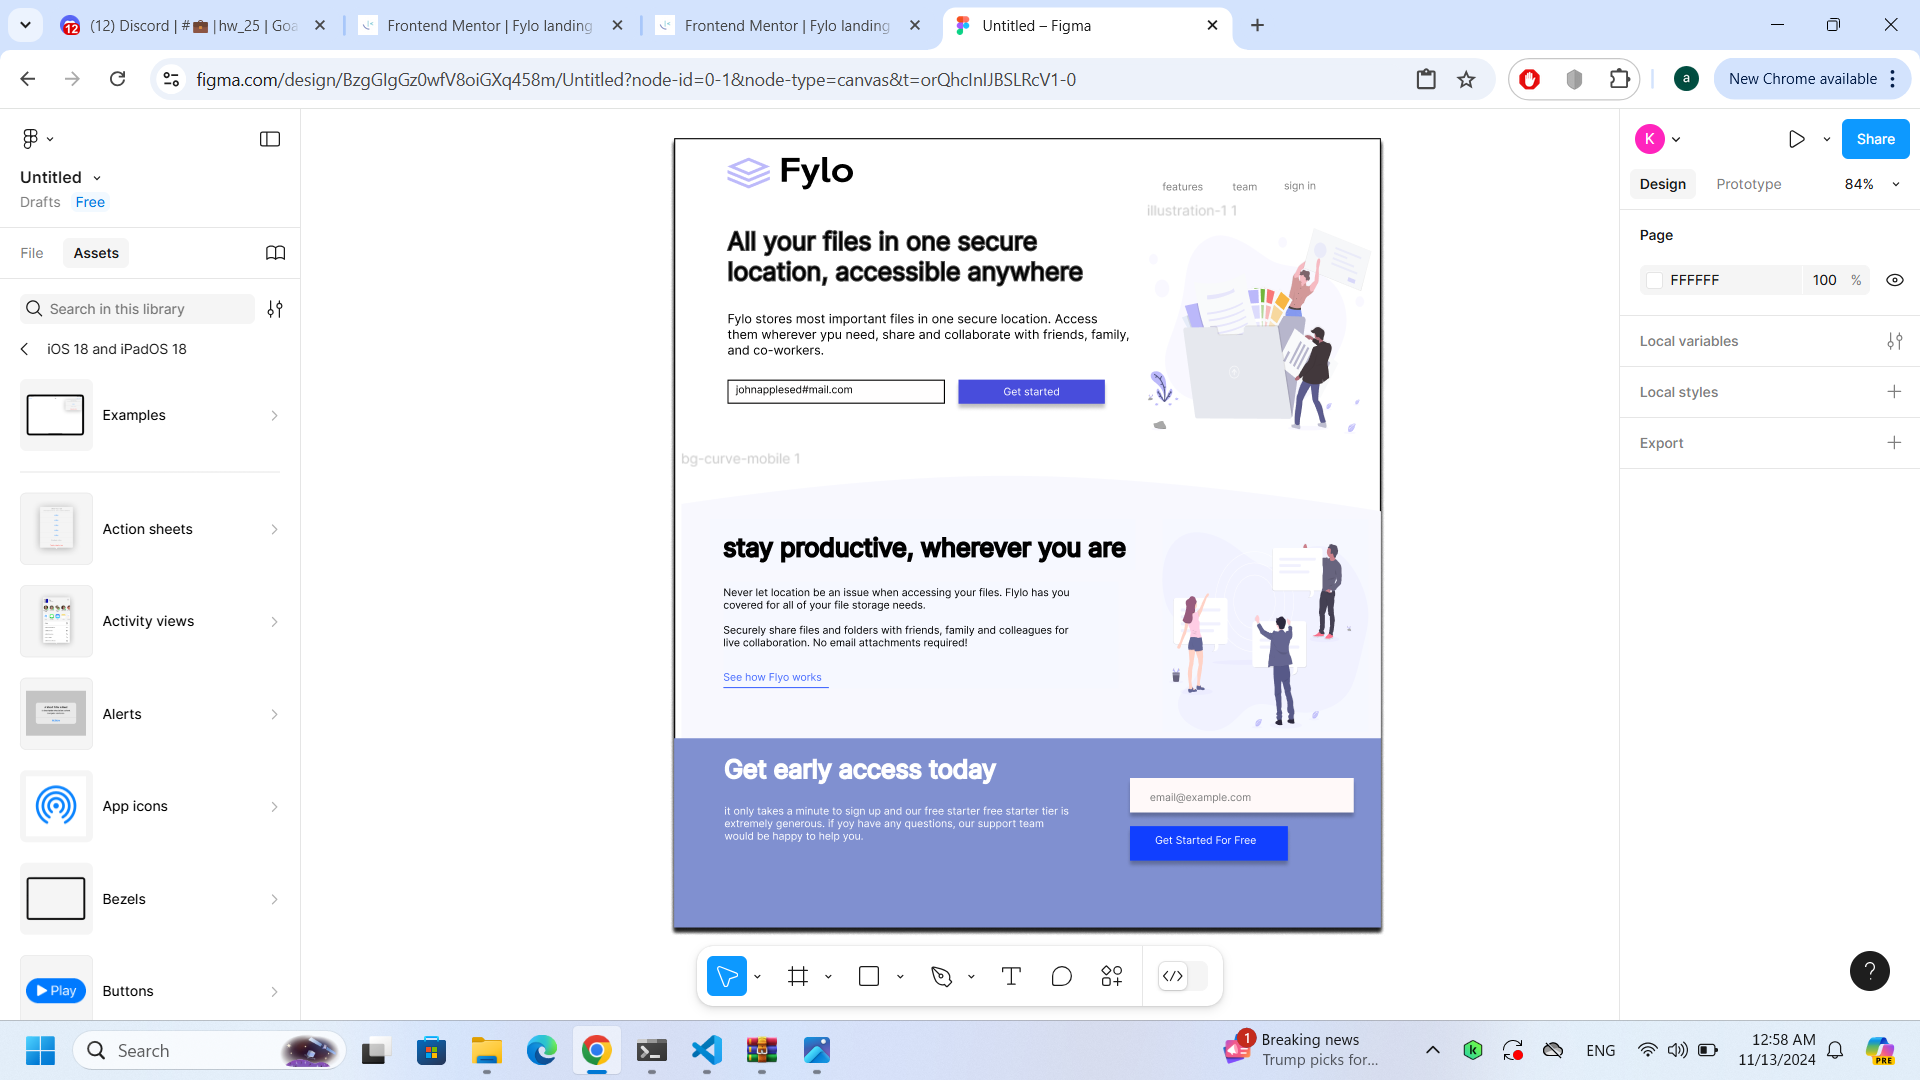 (12) Discord | #💼|hw_25 | Goa
Frontend Mentor | Fylo landing
Frontend Mentor | Fylo landing
Untitled – Figma
figma.com/design/BzgGIgGz0wfV8oiGXq458m/Untitled?node-id=0-1&node-type=canvas&t=orQhcInIJBSLRcV1-0
a
New Chrome available
Untitled
Drafts Free
File Assets
Search in this library
iOS 18 and iPadOS 18
Examples
Action sheets
Activity views
Alerts
App icons
Bezels
Play
Buttons
Fylo
features team sign in
illustration-1 1
All your files in one secure
location, accessible anywhere
Fylo stores most important files in one secure location. Access
them wherever ypu need, share and collaborate with friends, family,
and co-workers.
johnapplesed#mail.com
Get started
bg-curve-mobile 1
stay productive, wherever you are
Never let location be an issue when accessing your files. Flylo has you
covered for all of your file storage needs.
Securely share files and folders with friends, family and colleagues for
live collaboration. No email attachments required!
See how Flyo works
Get early access today
it only takes a minute to sign up and our free starter free starter tier is
extremely generous. if yoy have any questions, our support team
would be happy to help you.
email@example.com
Get Started For Free
K
Share
Design Prototype 84%
Page
FFFFFF 100 %
Local variables
Local styles
Export
?
Search
1
Breaking news
Trump picks for...
ENG
12:58 AM
11/13/2024
PRE